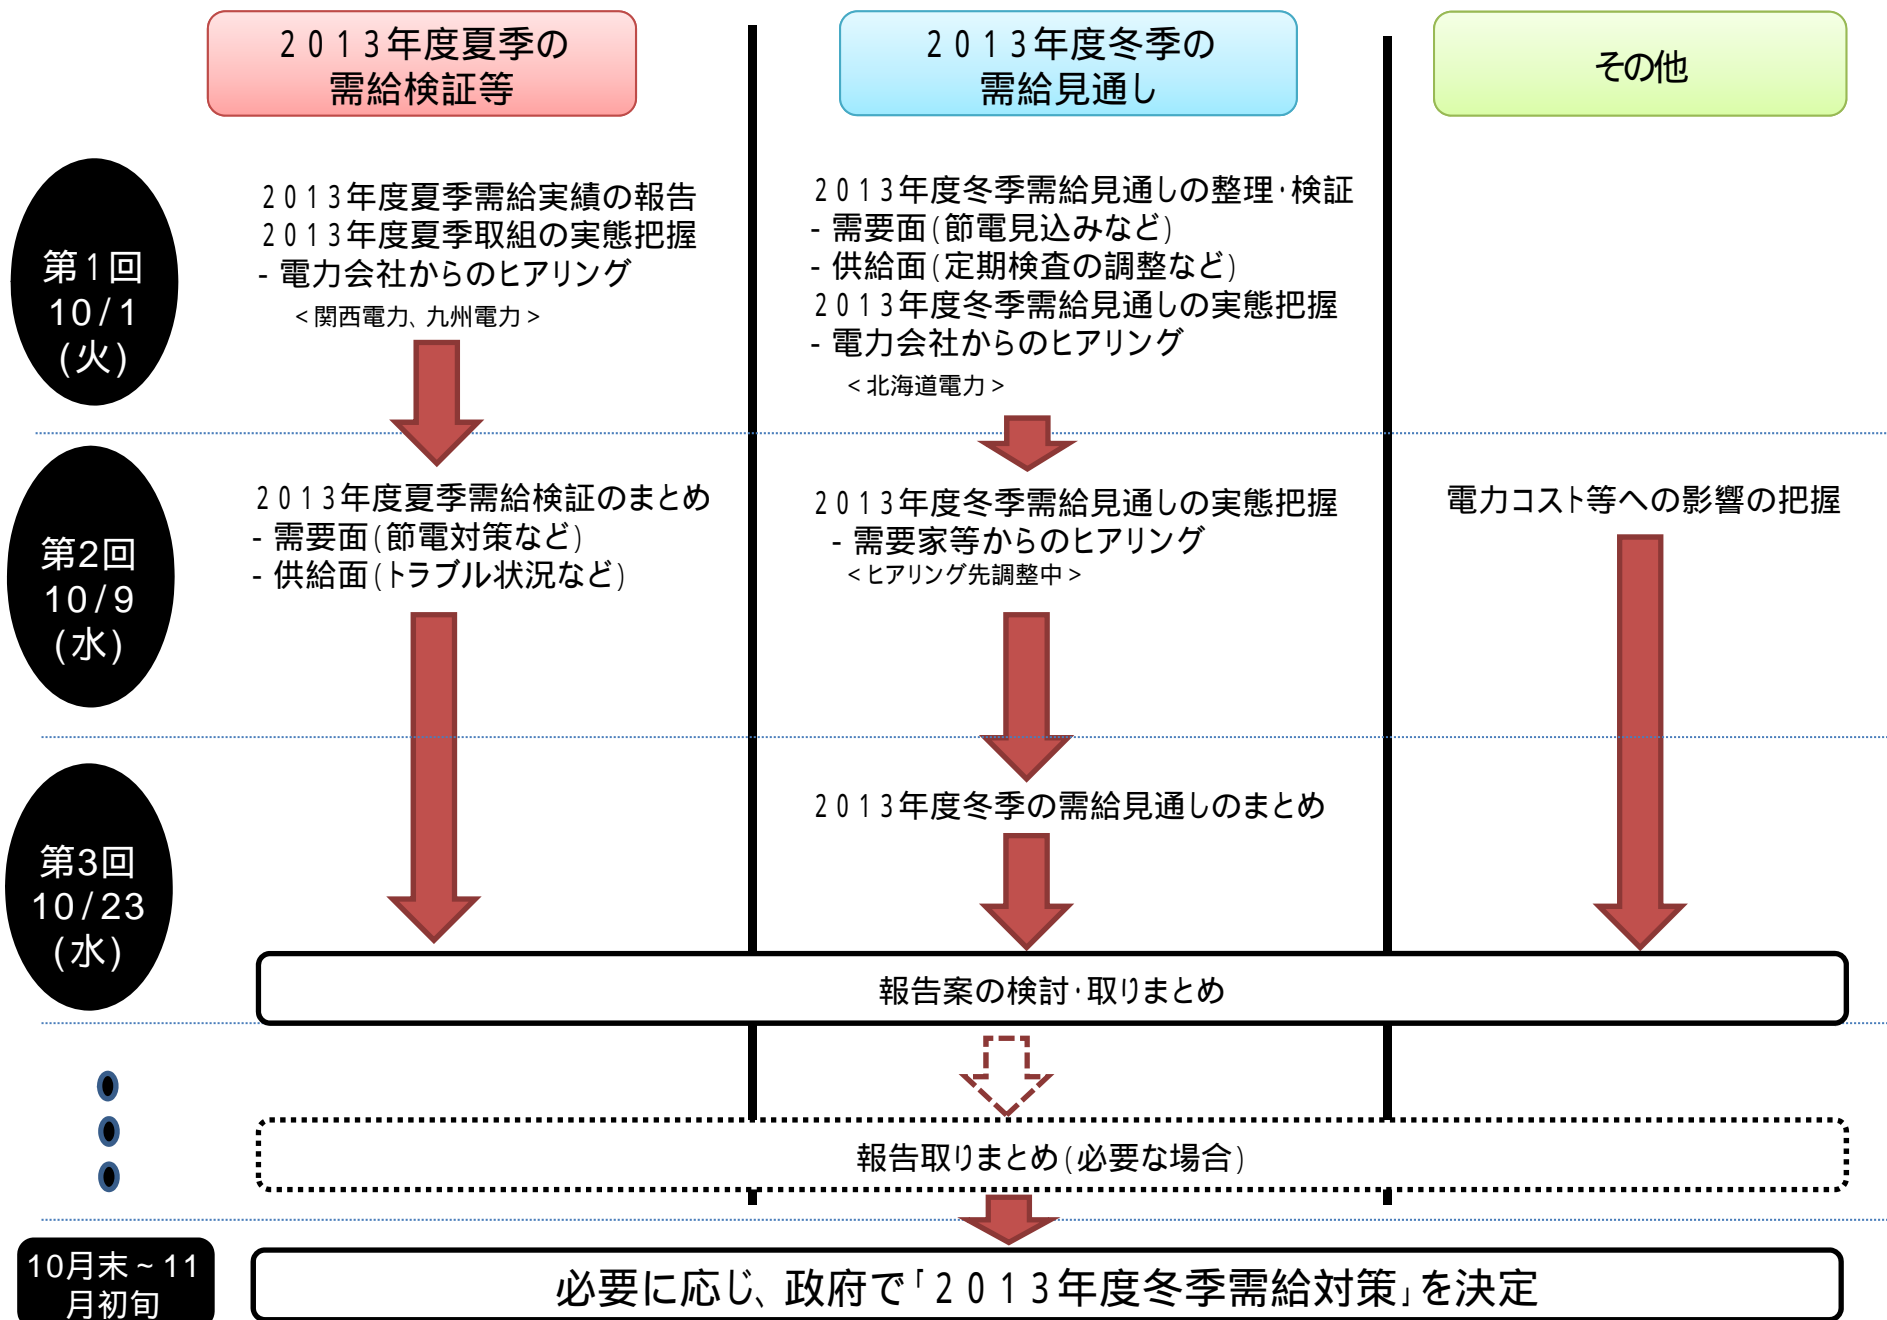 2013年度夏季の
需給検証等
2013年度冬季の
需給見通し
その他
第1回
10/1
(火)
2013年度夏季需給実績の報告
2013年度夏季取組の実態把握
- 電力会社からのヒアリング
<関西電力、九州電力>
2013年度冬季需給見通しの整理・検証
- 需要面(節電見込みなど)
- 供給面(定期検査の調整など)
2013年度冬季需給見通しの実態把握
- 電力会社からのヒアリング
<北海道電力>
第2回
10/9
(水)
2013年度夏季需給検証のまとめ
- 需要面(節電対策など)
- 供給面(トラブル状況など)
2013年度冬季需給見通しの実態把握
- 需要家等からのヒアリング
<ヒアリング先調整中>
電力コスト等への影響の把握
第3回
10/23
(水)
2013年度冬季の需給見通しのまとめ
報告案の検討・取りまとめ
報告取りまとめ(必要な場合)
10月末~11
月初旬
必要に応じ、政府で「2013年度冬季需給対策」を決定